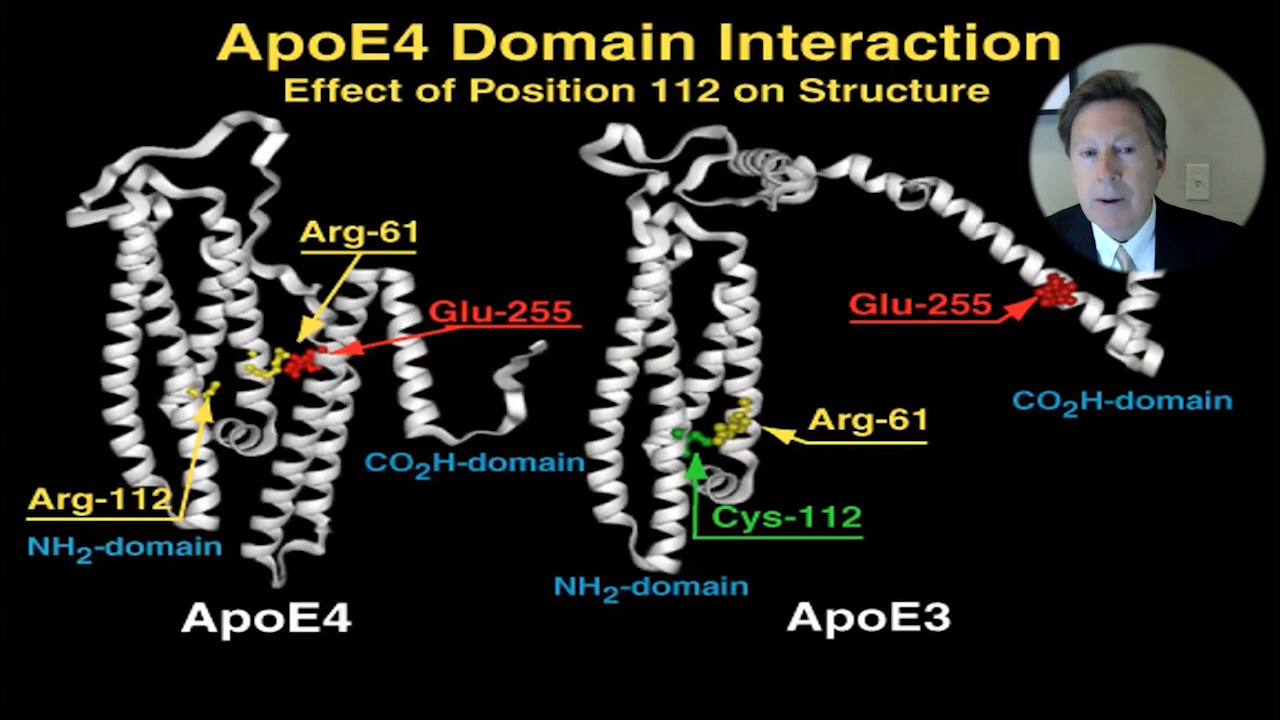 ApoE4 Domain Interaction
Effect of Position 112 on Structure
Arg-61
Glu-255
Arg-112
NH2-domain
CO2H-domain
ApoE4
Glu-255
CO2H-domain
Arg-61
Cys-112
NH2-domain
ApoE3